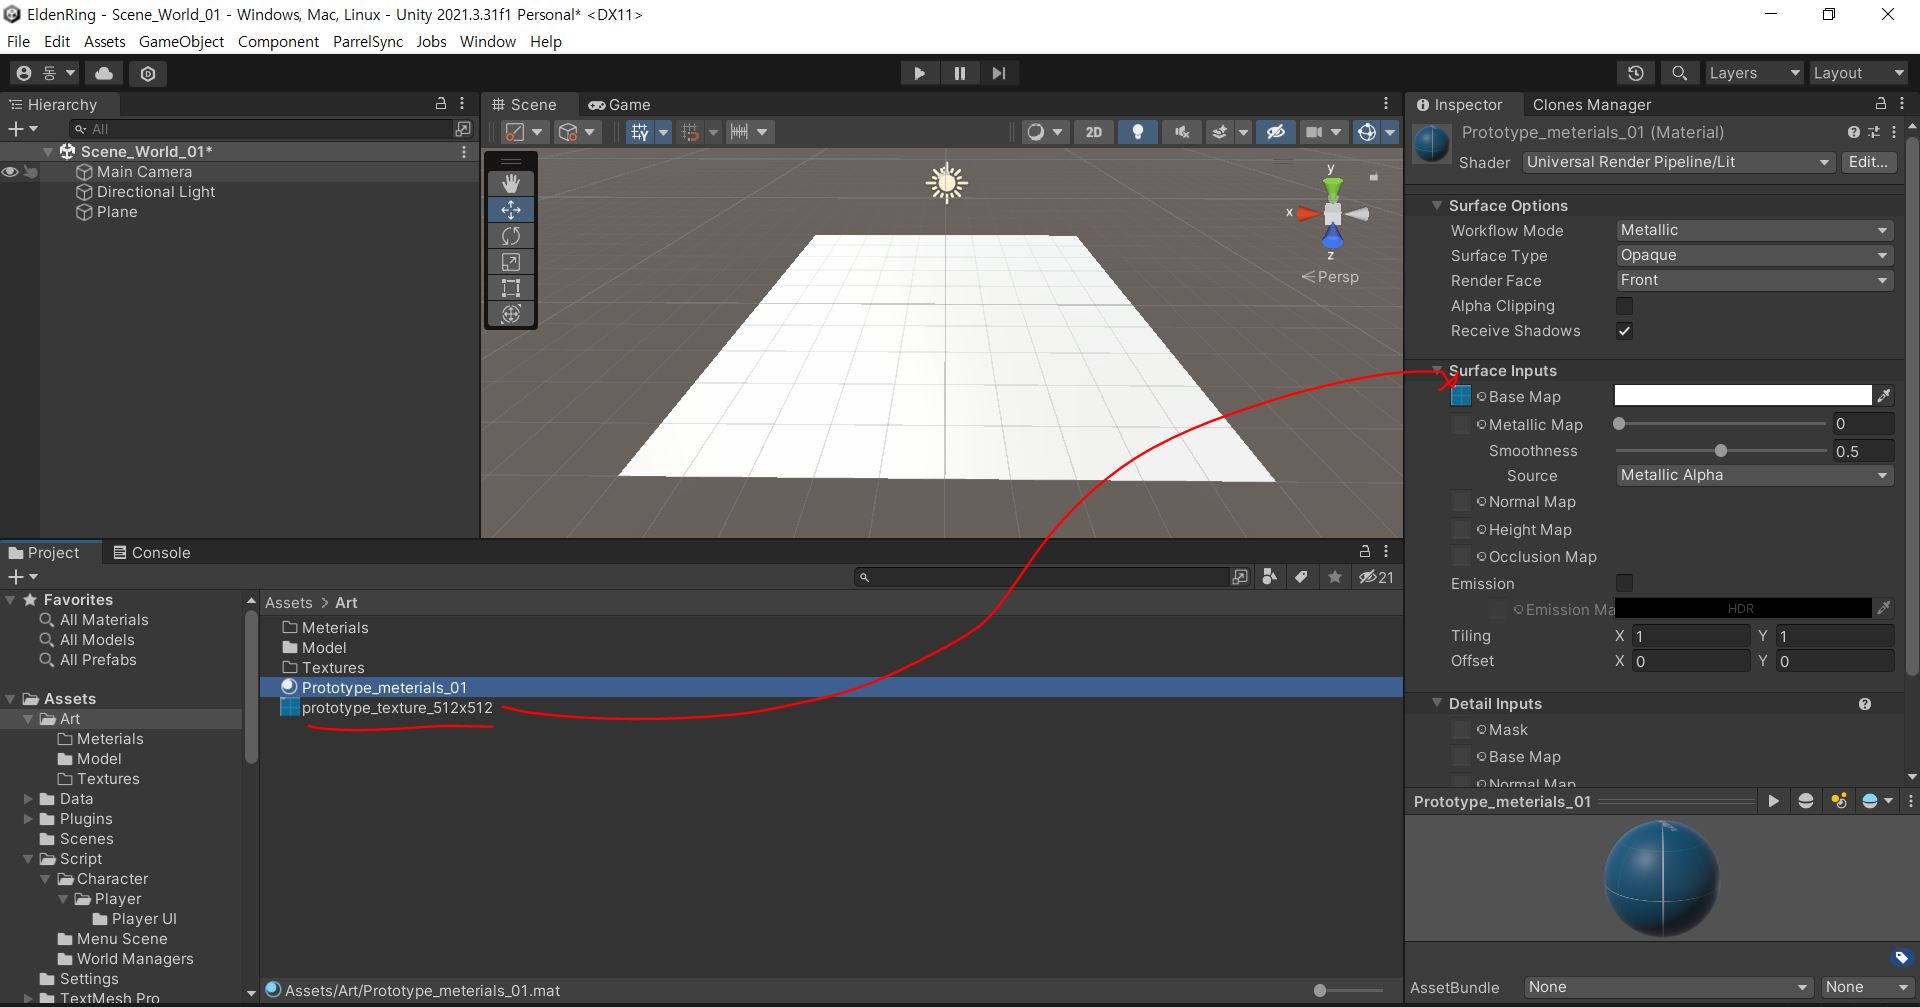 EldenRing - Scene_World_01 - Windows, Mac, Linux - Unity 2021.3.31f1 Personal* <DX11>
File Edit Assets GameObject Component ParrelSync Jobs Window Help
동 Layers Layout
Hierarchy
All
Scene_World_01*
Main Camera
Directional Light
Plane
Scene Game
2D
y
x
z
Persp
Inspector Clones Manager
Prototype_meterials_01 (Material)
Shader Universal Render Pipeline/Lit Edit...
Surface Options
Workflow Mode Metallic
Surface Type Opaque
Render Face Front
Alpha Clipping
Receive Shadows
Surface Inputs
Base Map
Metallic Map 0
Smoothness 0.5
Source Metallic Alpha
Normal Map
Height Map
Occlusion Map
Emission
Emission Ma HDR
Tiling X 1 Y 1
Offset X 0 Y 0
Detail Inputs
Mask
Base Map
Normal Map
Prototype_meterials_01
AssetBundle None None
Project Console
21
Favorites
All Materials
All Models
All Prefabs
Assets
Art
Meterials
Model
Textures
Data
Plugins
Scenes
Script
Character
Player
Player UI
Menu Scene
World Managers
Settings
TextMesh Pro
Assets > Art
Meterials
Model
Textures
Prototype_meterials_01
prototype_texture_512x512
Assets/Art/Prototype_meterials_01.mat